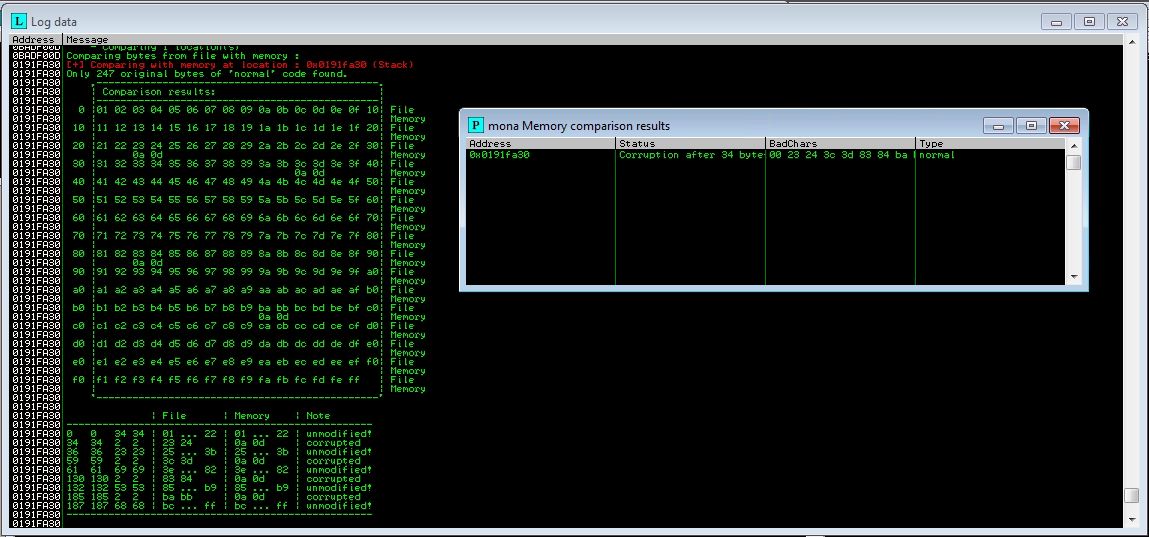 L Log data
Address Message
0BADF00D - Comparing 1 location(s)
0BADF00D Comparing bytes from file with memory :
0191FA30 [+] Comparing with memory at location : 0x0191fa30 (Stack)
0191FA30 Only 247 original bytes of 'normal' code found.
0191FA30
0191FA30 | Comparison results:
0191FA30
0191FA30 0 |01 02 03 04 05 06 07 08 09 0a 0b 0c 0d 0e 0f 10| File
0191FA30 | | Memory
0191FA30 10 |11 12 13 14 15 16 17 18 19 1a 1b 1c 1d 1e 1f 20| File
0191FA30 | | Memory
0191FA30 20 |21 22 23 24 25 26 27 28 29 2a 2b 2c 2d 2e 2f 30| File
0191FA30 | 0a 0d | Memory
0191FA30 30 |31 32 33 34 35 36 37 38 39 3a 3b 3c 3d 3e 3f 40| File
0191FA30 | 0a 0d | Memory
0191FA30 40 |41 42 43 44 45 46 47 48 49 4a 4b 4c 4d 4e 4f 50| File
0191FA30 | | Memory
0191FA30 50 |51 52 53 54 55 56 57 58 59 5a 5b 5c 5d 5e 5f 60| File
0191FA30 | | Memory
0191FA30 60 |61 62 63 64 65 66 67 68 69 6a 6b 6c 6d 6e 6f 70| File
0191FA30 | | Memory
0191FA30 70 |71 72 73 74 75 76 77 78 79 7a 7b 7c 7d 7e 7f 80| File
0191FA30 | | Memory
0191FA30 80 |81 82 83 84 85 86 87 88 89 8a 8b 8c 8d 8e 8f 90| File
0191FA30 | 0a 0d | Memory
0191FA30 90 |91 92 93 94 95 96 97 98 99 9a 9b 9c 9d 9e 9f a0| File
0191FA30 | | Memory
0191FA30 a0 |a1 a2 a3 a4 a5 a6 a7 a8 a9 aa ab ac ad ae af b0| File
0191FA30 | | Memory
0191FA30 b0 |b1 b2 b3 b4 b5 b6 b7 b8 b9 ba bb bc bd be bf c0| File
0191FA30 | 0a 0d | Memory
0191FA30 c0 |c1 c2 c3 c4 c5 c6 c7 c8 c9 ca cb cc cd ce cf d0| File
0191FA30 | | Memory
0191FA30 d0 |d1 d2 d3 d4 d5 d6 d7 d8 d9 da db dc dd de df e0| File
0191FA30 | | Memory
0191FA30 e0 |e1 e2 e3 e4 e5 e6 e7 e8 e9 ea eb ec ed ee ef f0| File
0191FA30 | | Memory
0191FA30 f0 |f1 f2 f3 f4 f5 f6 f7 f8 f9 fa fb fc fd fe ff | File
0191FA30 | | Memory
0191FA30
0191FA30
0191FA30 | File | Memory | Note
0191FA30
0191FA30 0 0 34 34 | 01 ... 22 | 01 ... 22 | unmodified!
0191FA30 34 34 2 2 | 23 24 | 0a 0d | corrupted
0191FA30 36 36 23 23 | 25 ... 3b | 25 ... 3b | unmodified!
0191FA30 59 59 2 2 | 3c 3d | 0a 0d | corrupted
0191FA30 61 61 69 69 | 3e ... 82 | 3e ... 82 | unmodified!
0191FA30 130 130 2 2 | 83 84 | 0a 0d | corrupted
0191FA30 132 132 53 53 | 85 ... b9 | 85 ... b9 | unmodified!
0191FA30 185 185 2 2 | ba bb | 0a 0d | corrupted
0191FA30 187 187 68 68 | bc ... ff | bc ... ff | unmodified!
0191FA30
0191FA30
P mona Memory comparison results
Address Status BadChars Type
0x0191fa30 Corruption after 34 byte 00 23 24 3c 3d 83 84 ba normal